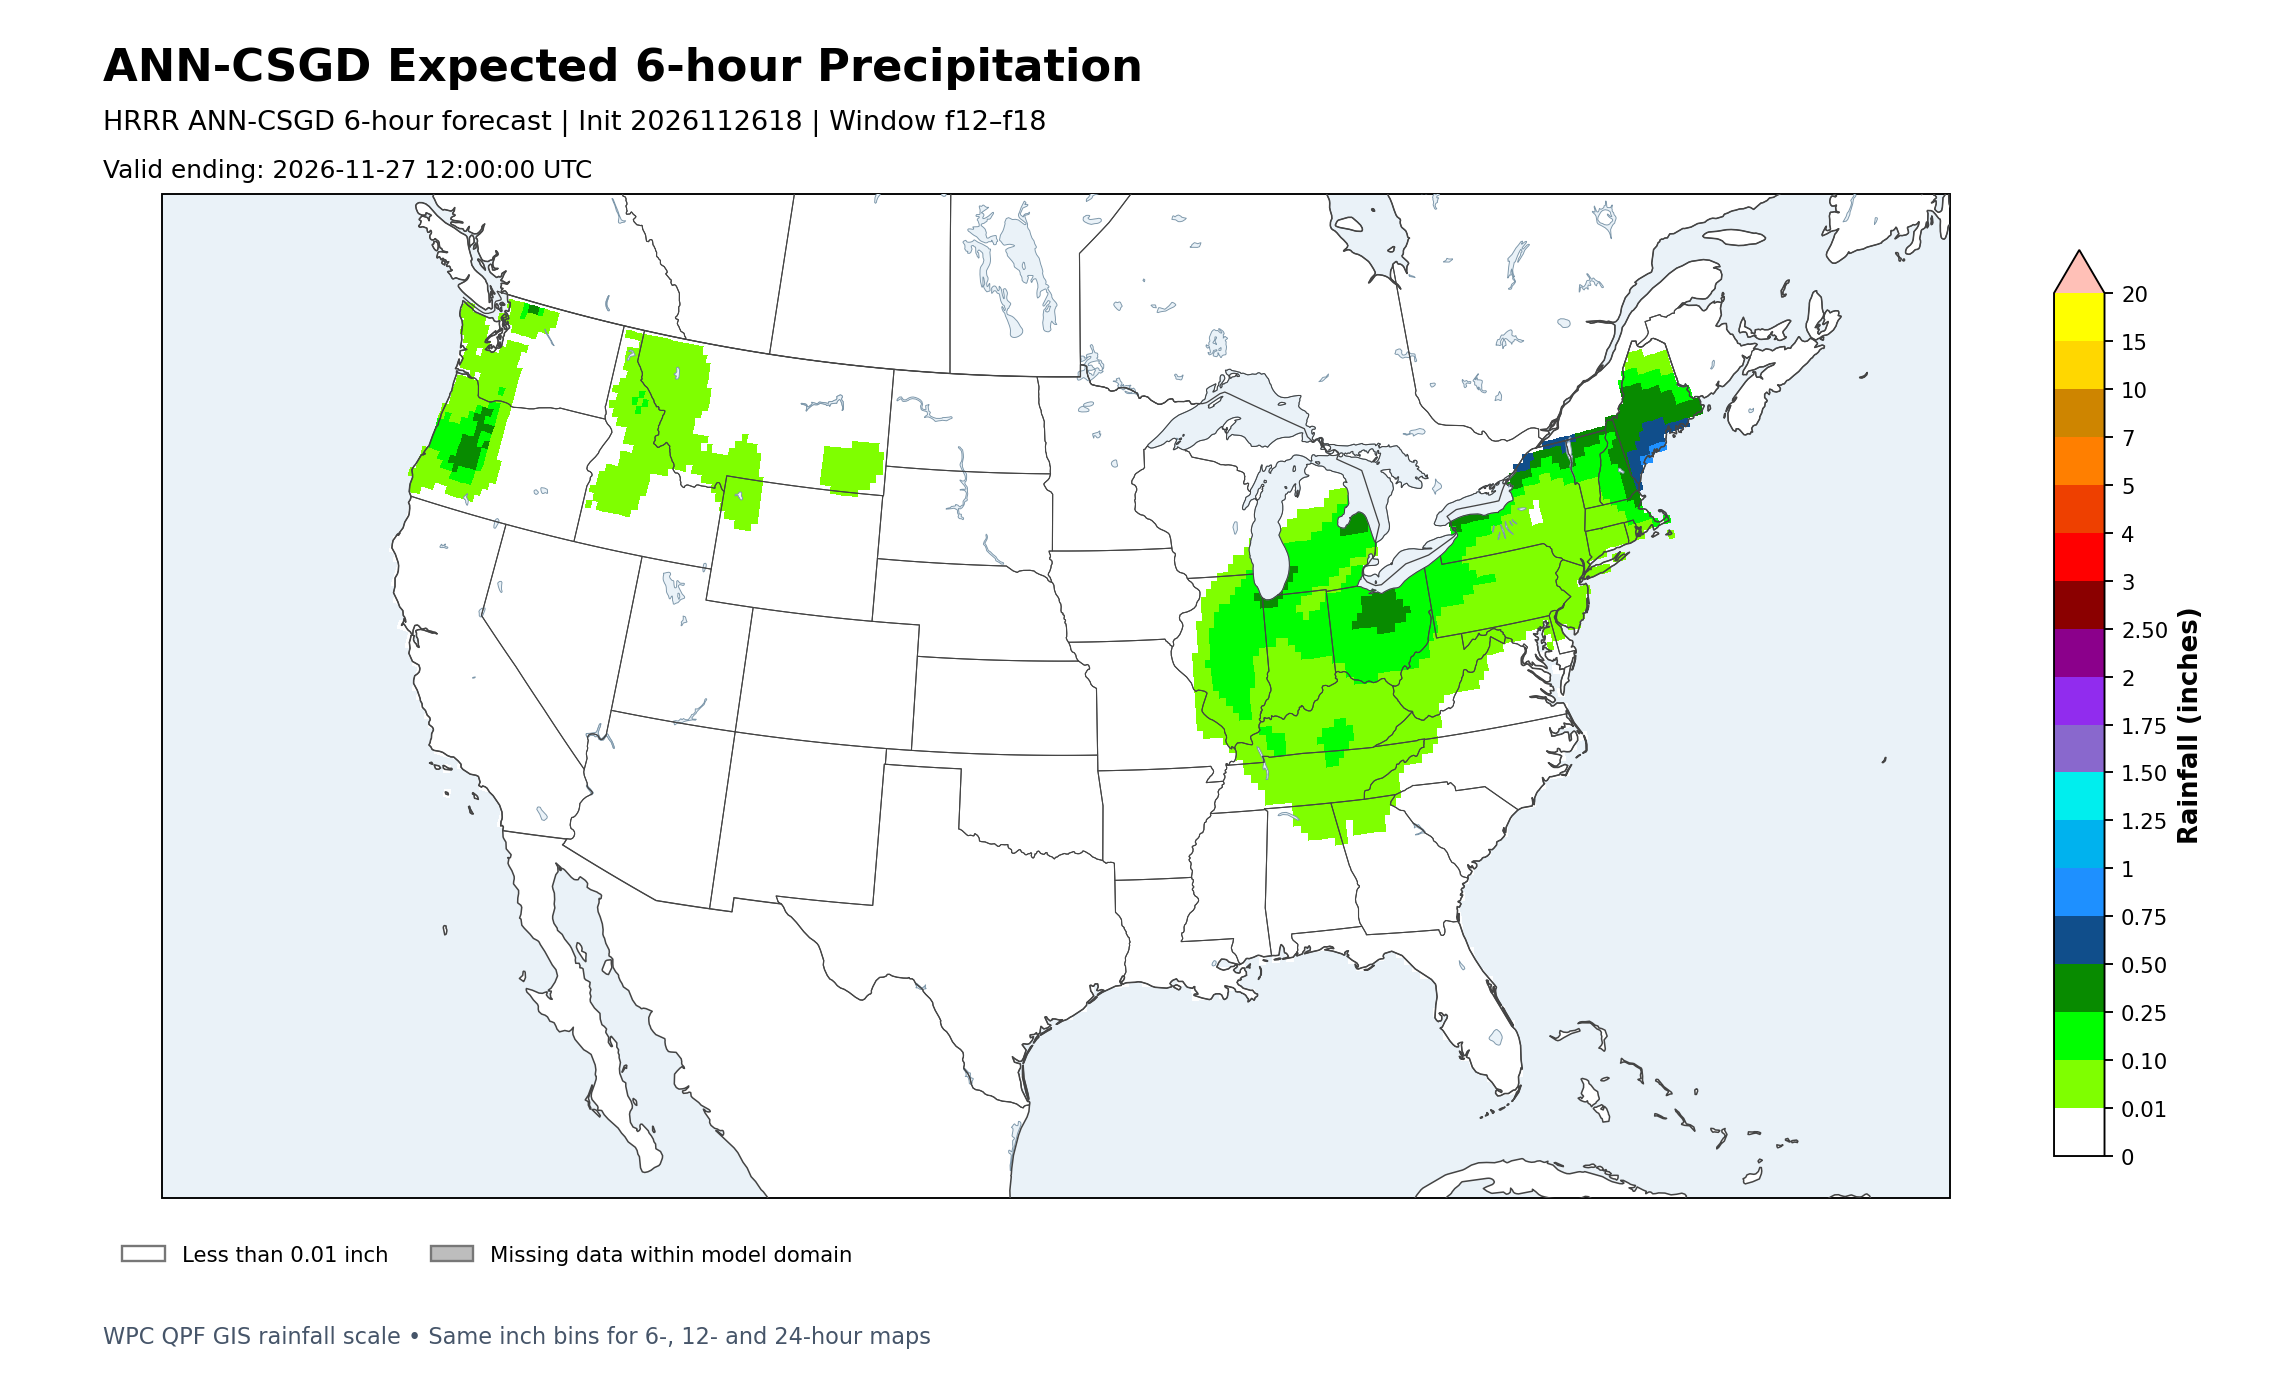 ANN-CSGD Expected 6-hour Precipitation
HRRR ANN-CSGD 6-hour forecast | Init 2026112618 | Window f12–f18
Valid ending: 2026-11-27 12:00:00 UTC
20
15
10
7
5
4
3
2.50
2
1.75
1.50
1.25
1
0.75
0.50
0.25
0.10
0.01
0
Rainfall (inches)
Less than 0.01 inch
Missing data within model domain
WPC QPF GIS rainfall scale • Same inch bins for 6-, 12- and 24-hour maps